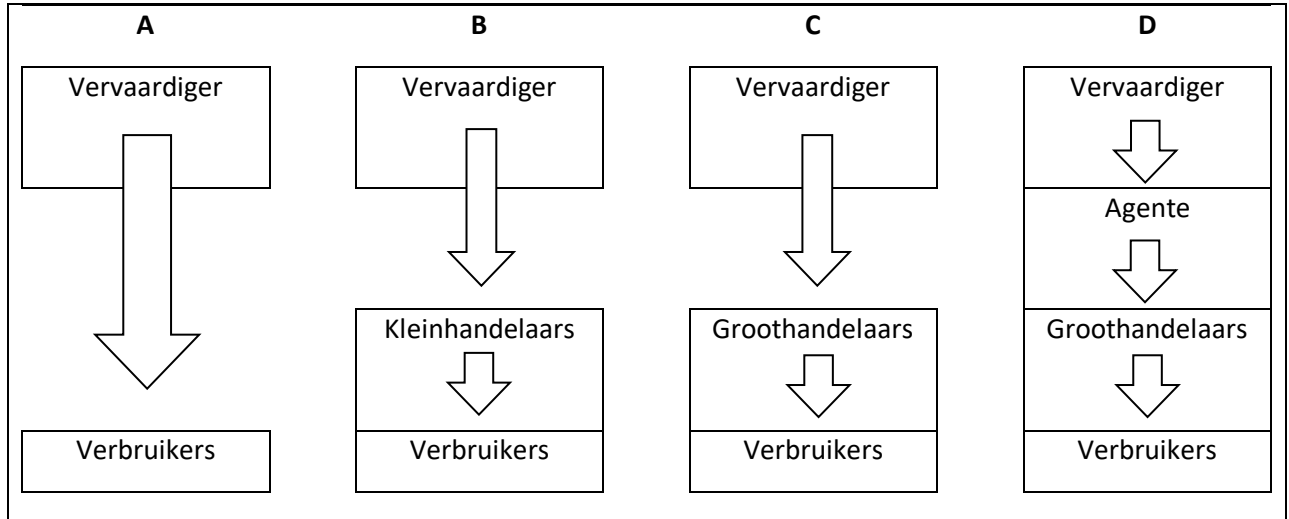 A B C D
Vervaardiger Vervaardiger Vervaardiger Vervaardiger
Agente
Kleinhandelaars Groothandelaars Groothandelaars
Verbruikers Verbruikers Verbruikers Verbruikers